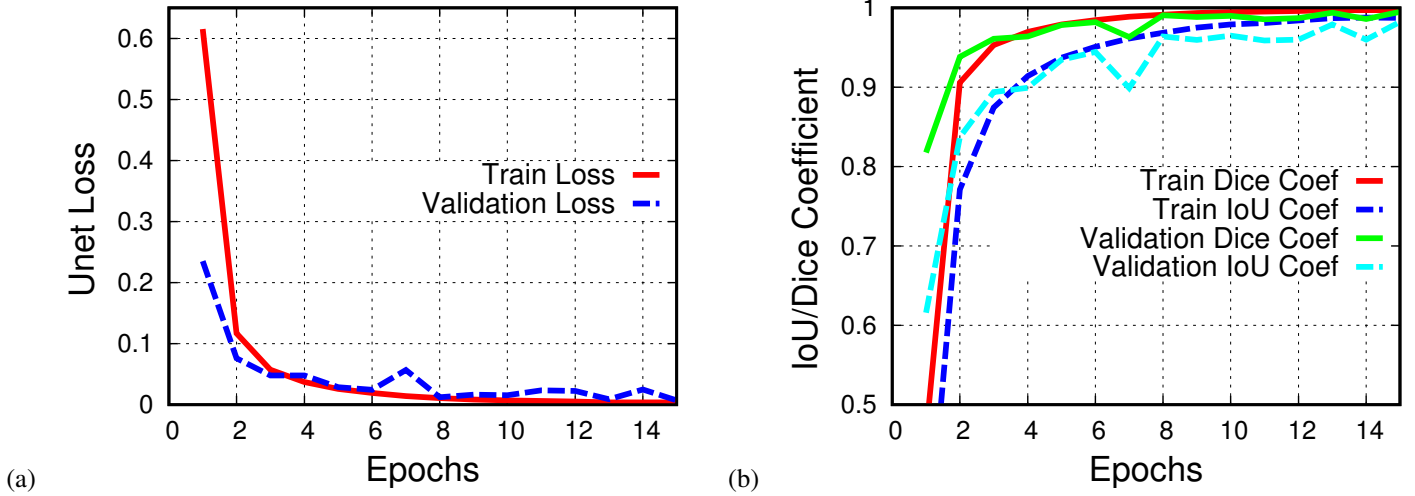 0.6
0.5
0.4
0.3
0.2
0.1
0
Unet Loss
Train Loss
Validation Loss
0 2 4 6 8 10 12 14
Epochs
(a)
1
0.9
0.8
0.7
0.6
0.5
IoU/Dice Coefficient
Train Dice Coef
Train IoU Coef
Validation Dice Coef
Validation IoU Coef
0 2 4 6 8 10 12 14
Epochs
(b)